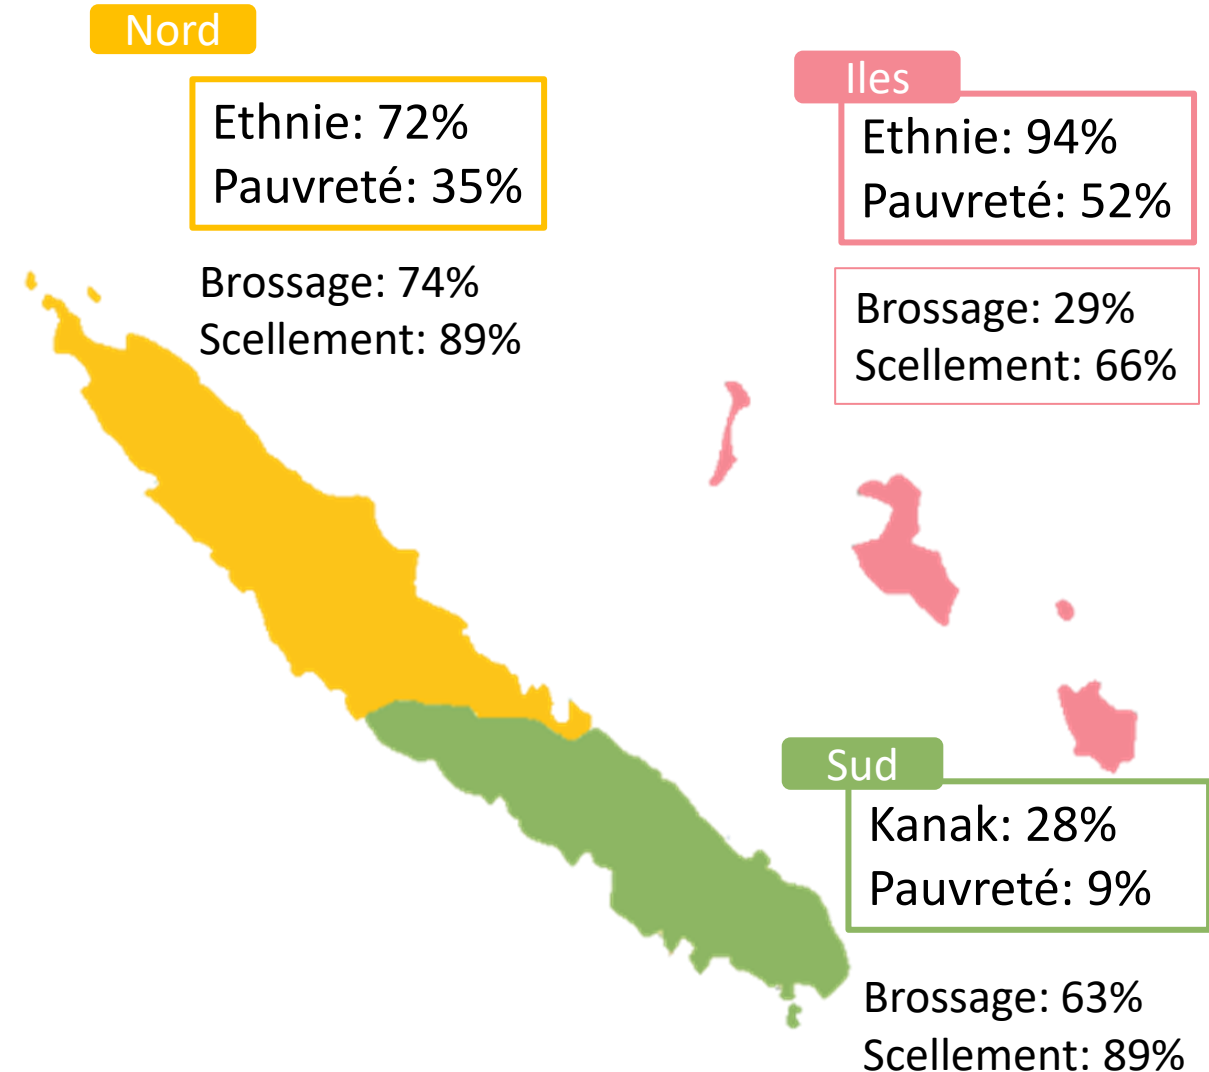 Nord
Ethnie: 72%
Pauvreté: 35%
Brossage: 74%
Scellement: 89%
Iles
Ethnie: 94%
Pauvreté: 52%
Brossage: 29%
Scellement: 66%
Sud
Kanak: 28%
Pauvreté: 9%
Brossage: 63%
Scellement: 89%